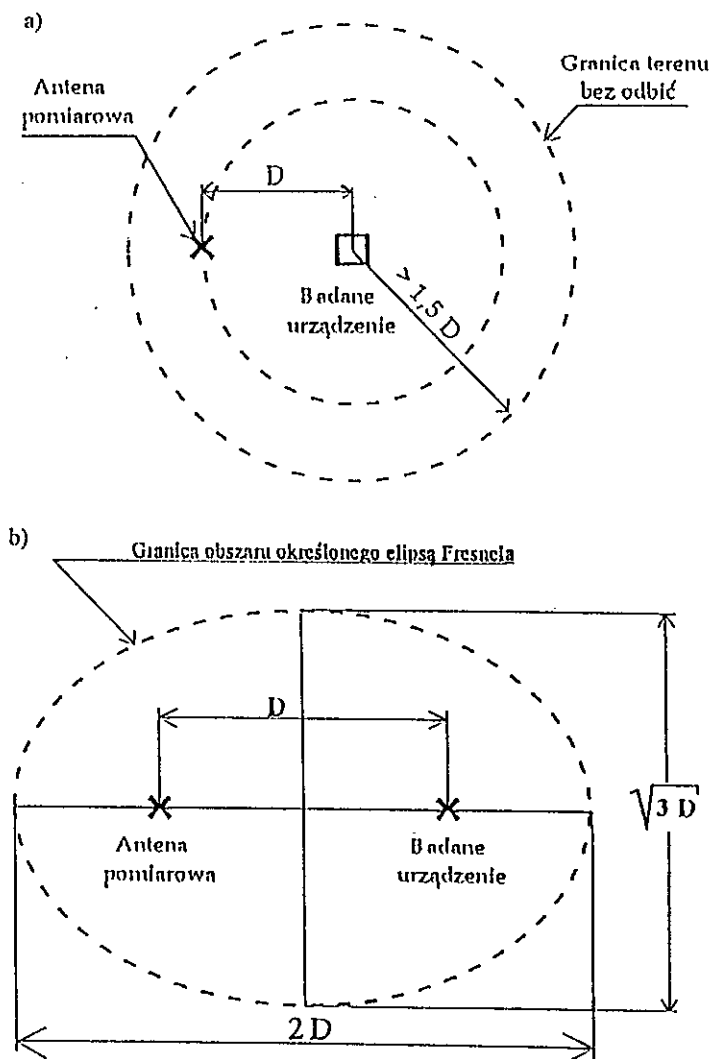 a)
Antena
pomiarowa
Granica terenu
bez odbić
D
Badane
urządzenie
> 1,5 D
b)
Granica obszaru określonego elipsą Fresnela
D
Antena
pomiarowa
Badane
urządzenie
√3 D
2 D